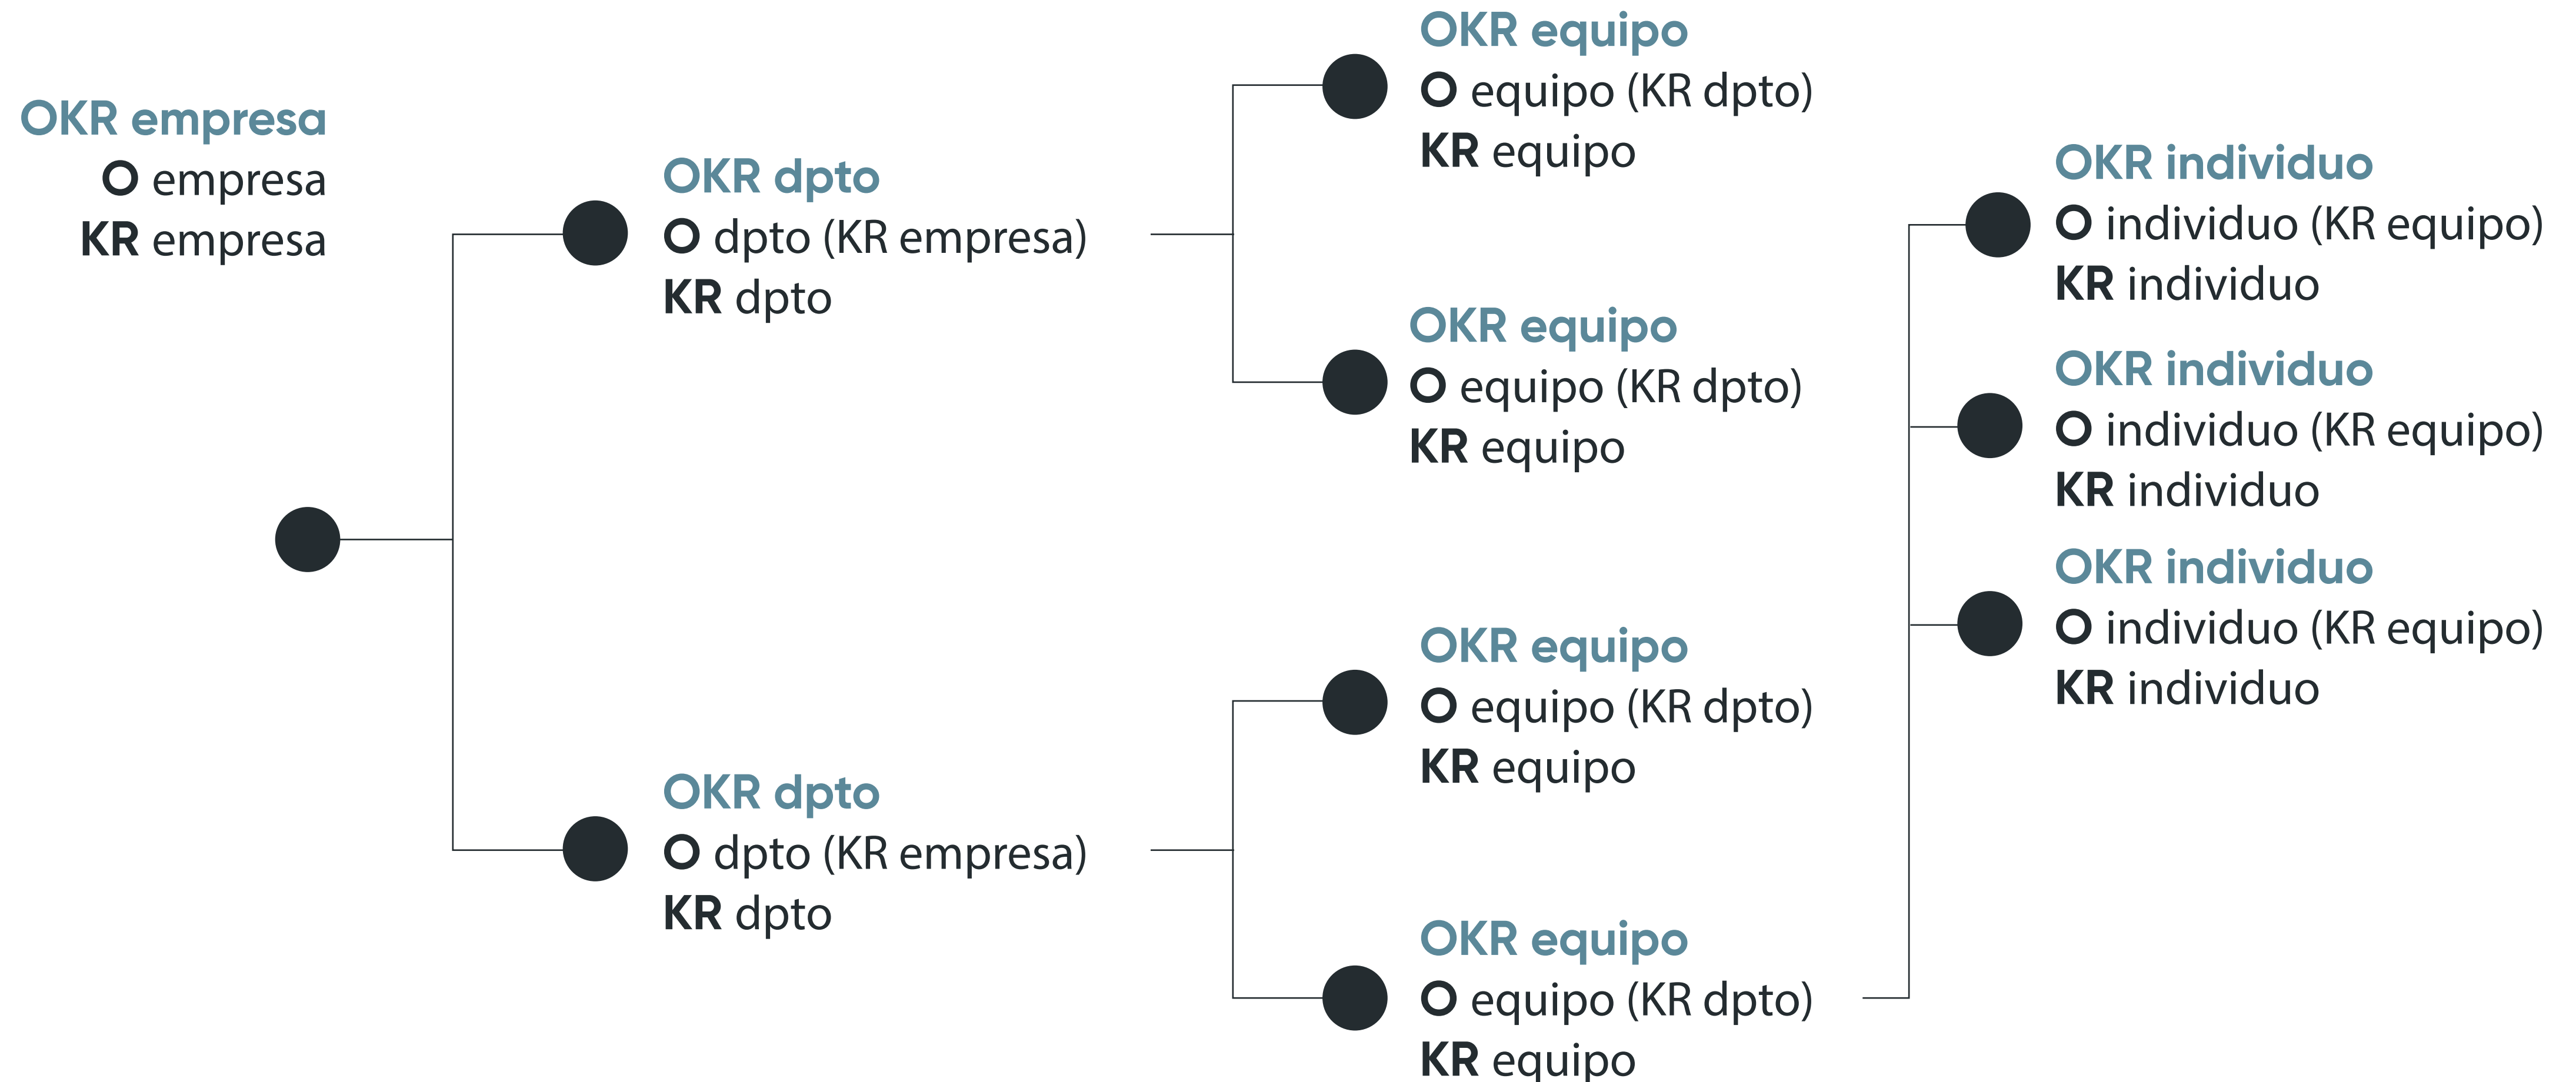 OKR empresa
O empresa
KR empresa
OKR dpto
O dpto (KR empresa)
KR dpto
OKR dpto
O dpto (KR empresa)
KR dpto
OKR equipo
O equipo (KR dpto)
KR equipo
OKR equipo
O equipo (KR dpto)
KR equipo
OKR equipo
O equipo (KR dpto)
KR equipo
OKR equipo
O equipo (KR dpto)
KR equipo
OKR individuo
O individuo (KR equipo)
KR individuo
OKR individuo
O individuo (KR equipo)
KR individuo
OKR individuo
O individuo (KR equipo)
KR individuo